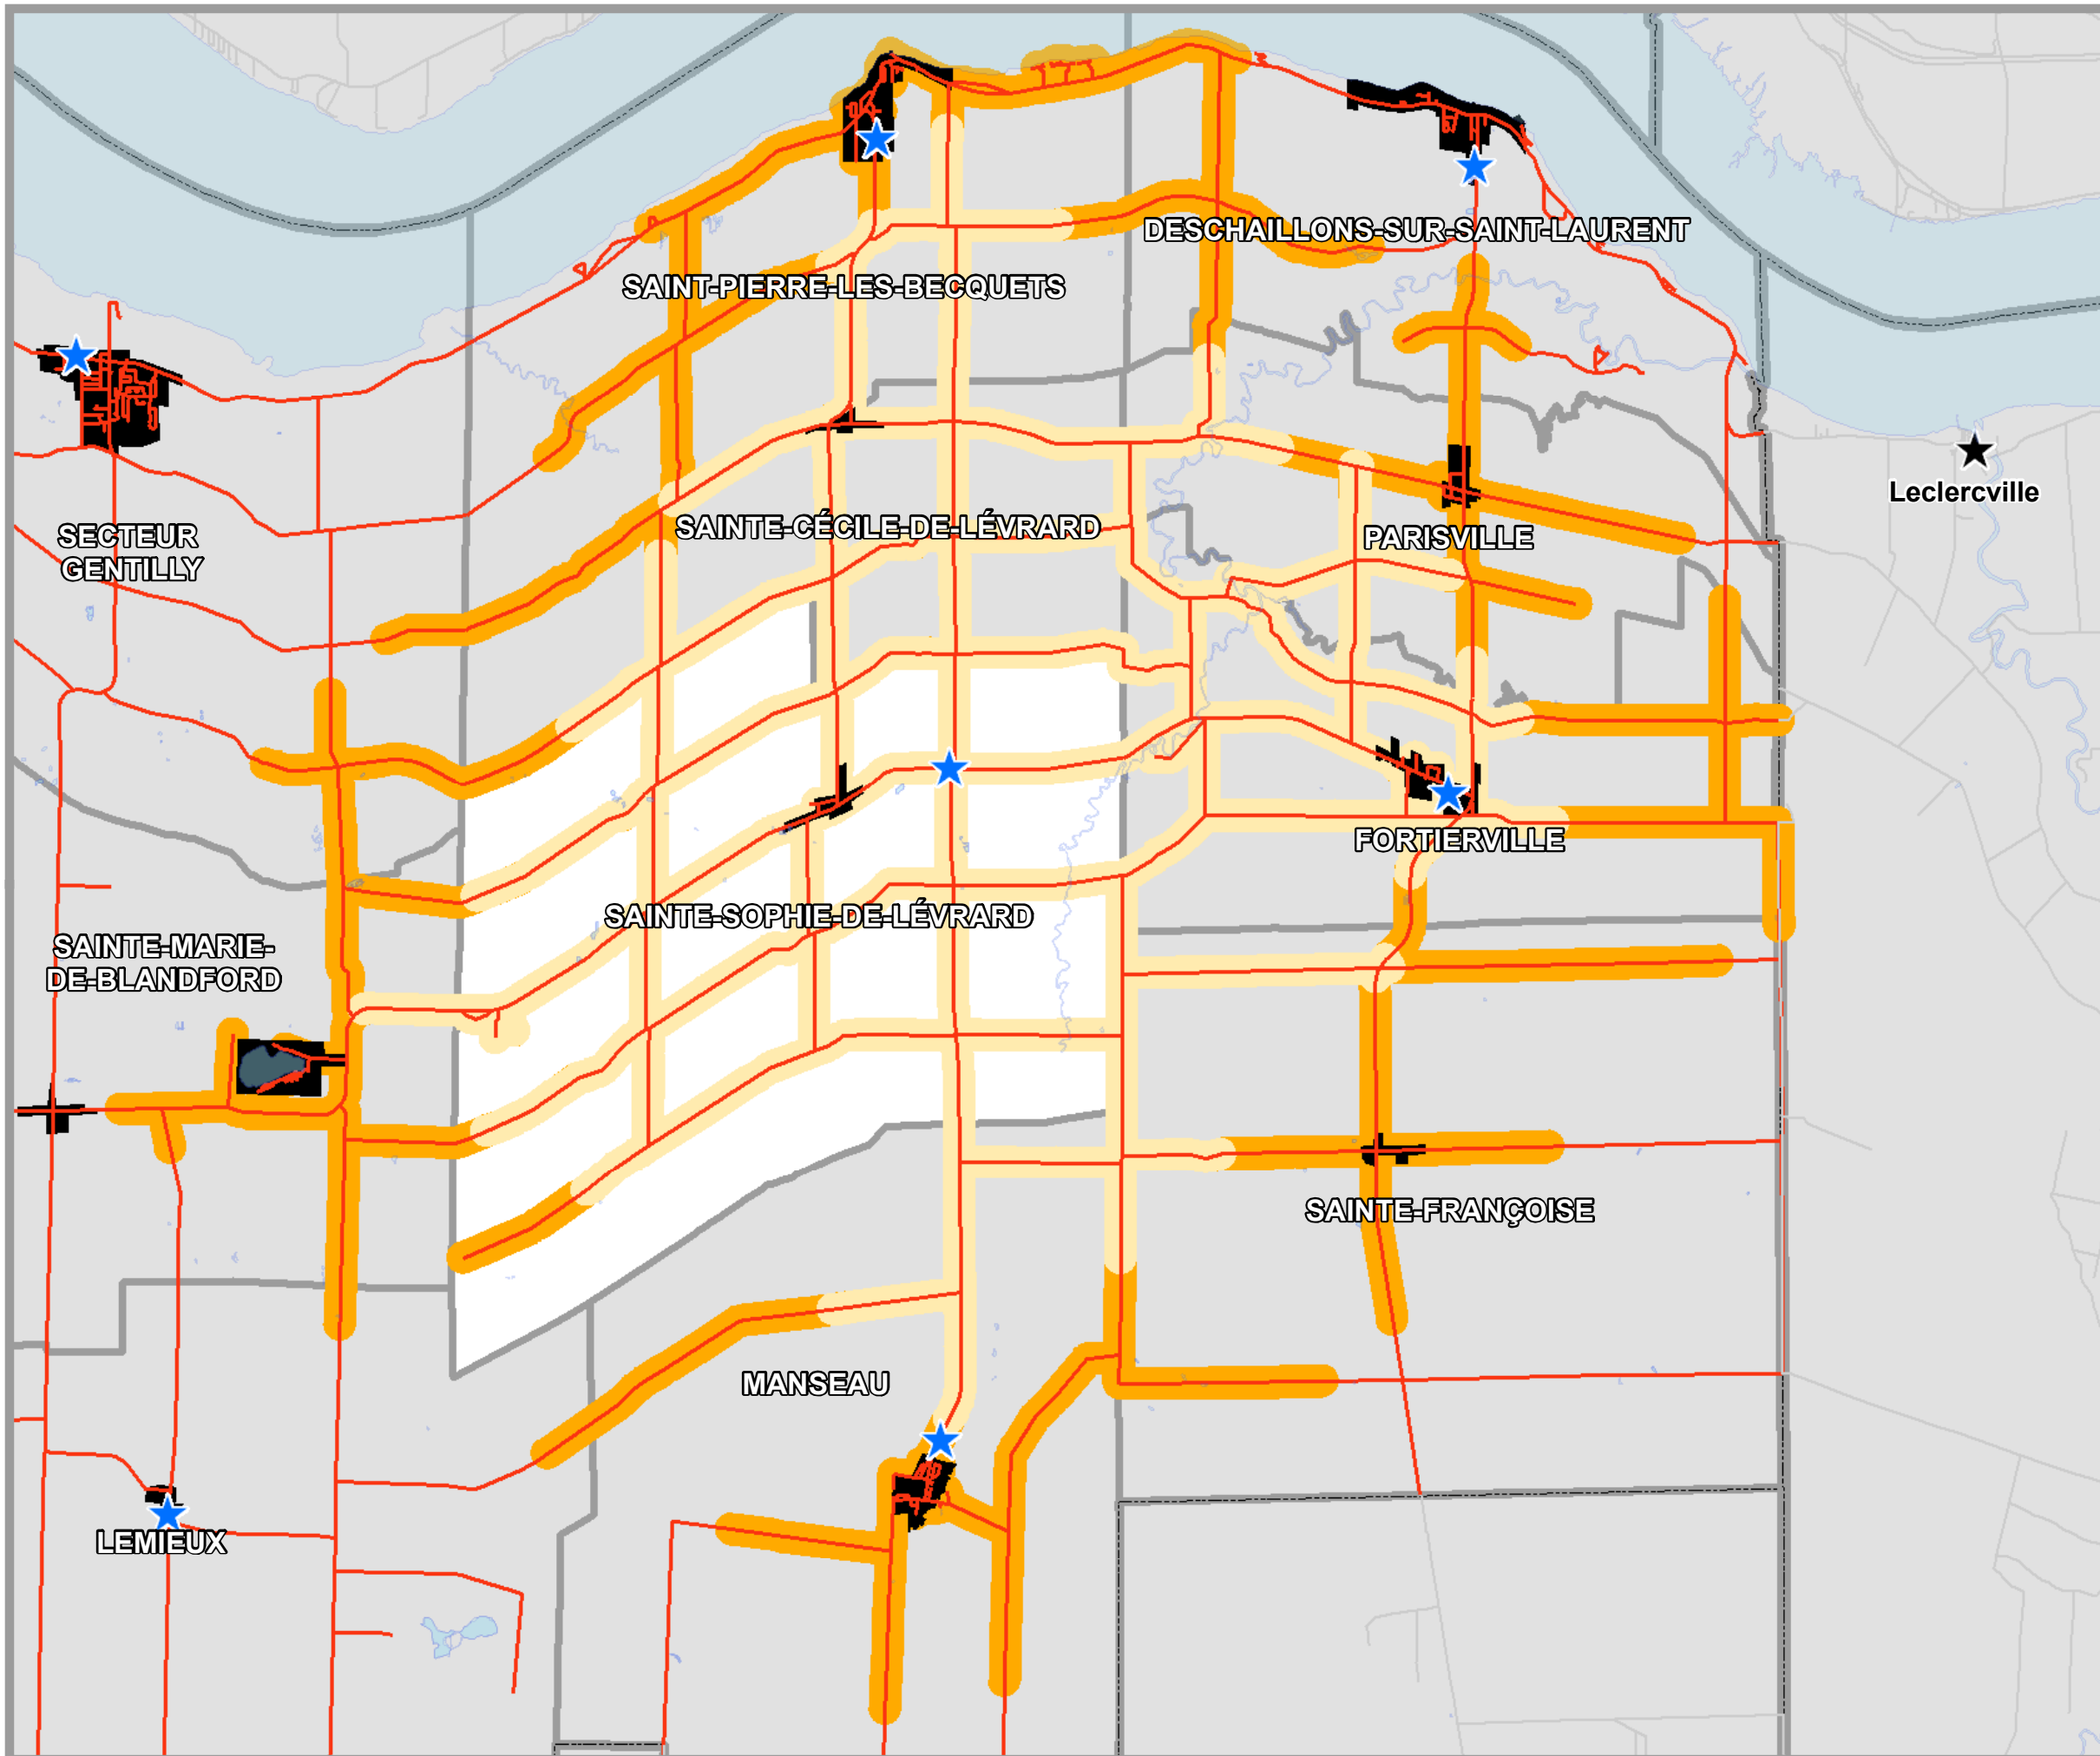 DESCHAILLONS-SUR-SAINT-LAURENT
SAINT-PIERRE-LES-BECQUETS
Leclercville
SAINTE-CÉCILE-DE-LÉVRARD
PARISVILLE
SECTEUR
GENTILLY
FORTIERVILLE
SAINTE-SOPHIE-DE-LÉVRARD
SAINTE-MARIE-
DE-BLANDFORD
SAINTE-FRANÇOISE
MANSEAU
LEMIEUX